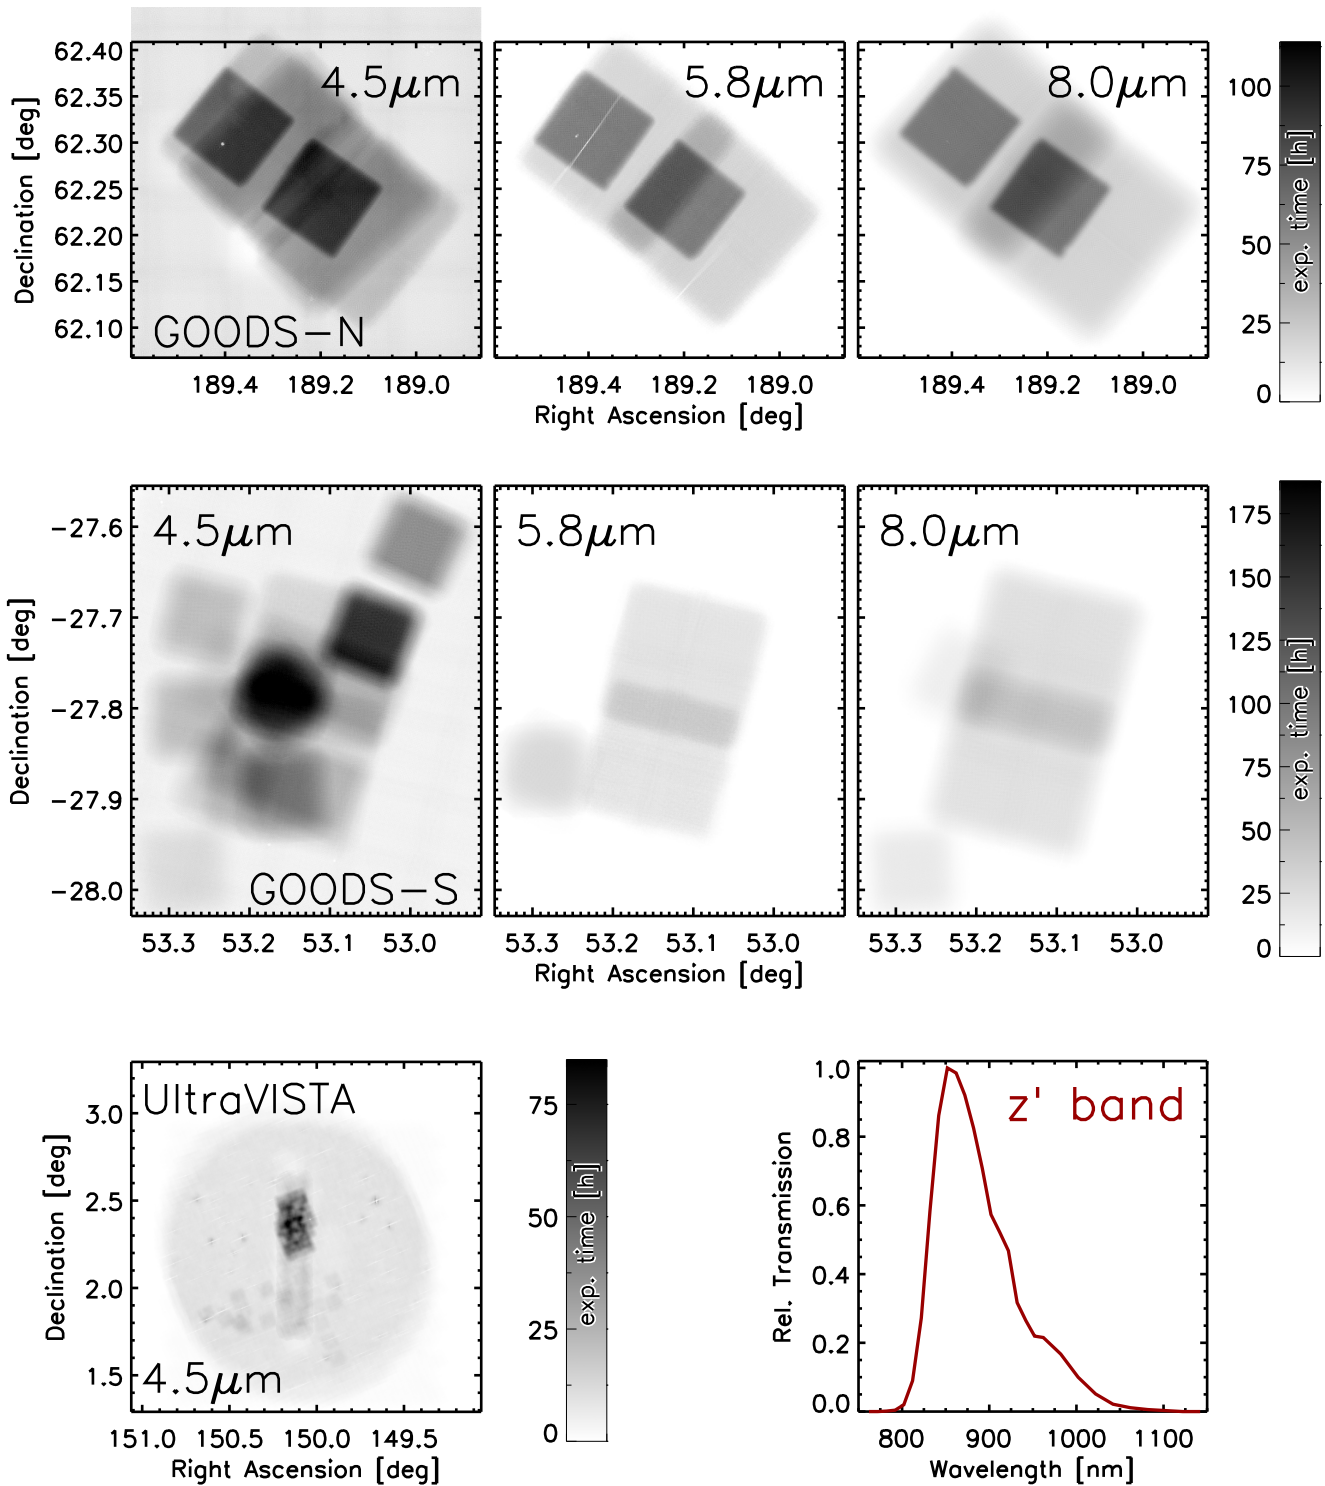 62.40
62.35
62.30
62.25
62.20
62.15
62.10
Declination [deg]
4.5μm
GOODS-N
5.8μm
8.0μm
189.4 189.2 189.0
189.4 189.2 189.0
189.4 189.2 189.0
Right Ascension [deg]
100
75
50
25
0
exp. time [h]
-27.6
-27.7
-27.8
-27.9
-28.0
Declination [deg]
4.5μm
GOODS-S
5.8μm
8.0μm
53.3 53.2 53.1 53.0
53.3 53.2 53.1 53.0
53.3 53.2 53.1 53.0
Right Ascension [deg]
175
150
125
100
75
50
25
0
exp. time [h]
3.0
2.5
2.0
1.5
Declination [deg]
UltraVISTA
4.5μm
151.0 150.5 150.0 149.5
Right Ascension [deg]
75
50
25
0
exp. time [h]
1.0
0.8
0.6
0.4
0.2
0.0
Rel. Transmission
z' band
800 900 1000 1100
Wavelength [nm]